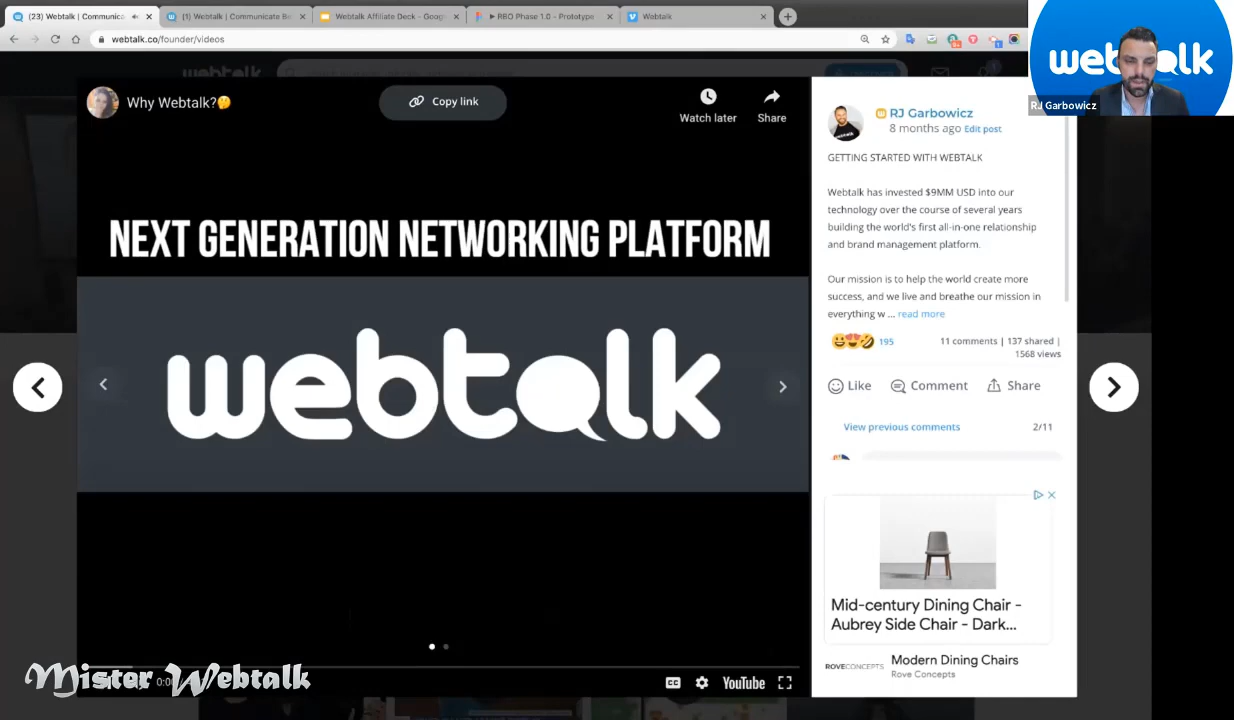 (23) Webtalk | Communica
(1) Webtalk | Communicate Be
Webtalk Affiliate Deck - Goog
▶ RBO Phase 1.0 - Prototype
Webtalk
webtalk.co/founder/videos
webtalk
RJ Garbowicz
Why Webtalk?🤔
Copy link
Watch later
Share
NEXT GENERATION NETWORKING PLATFORM
webtalk
RJ Garbowicz
8 months ago Edit post
GETTING STARTED WITH WEBTALK
Webtalk has invested $9MM USD into our
technology over the course of several years
building the world's first all-in-one relationship
and brand management platform.
Our mission is to help the world create more
success, and we live and breathe our mission in
everything w ... read more
195
11 comments | 137 shared |
1568 views
Like
Comment
Share
View previous comments
2/11
Mid-century Dining Chair -
Aubrey Side Chair - Dark...
ROVECONCEPTS
Modern Dining Chairs
Rove Concepts
YouTube
Mister Webtalk